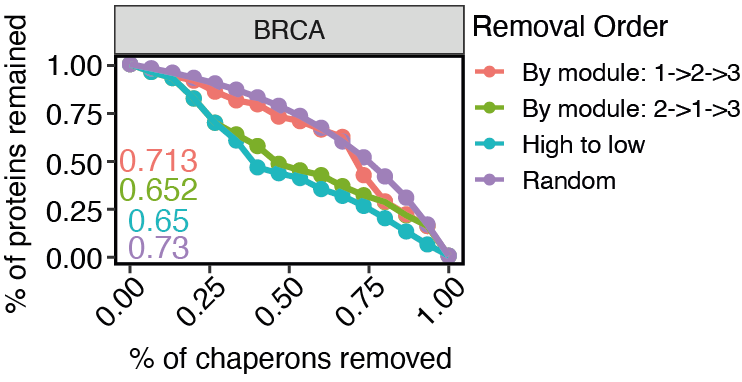 BRCA
Removal Order
By module: 1->2->3
By module: 2->1->3
High to low
Random
% of proteins remained
1.00
0.75
0.50
0.25
0.00
0.713
0.652
0.65
0.73
0.00
0.25
0.50
0.75
1.00
% of chaperons removed